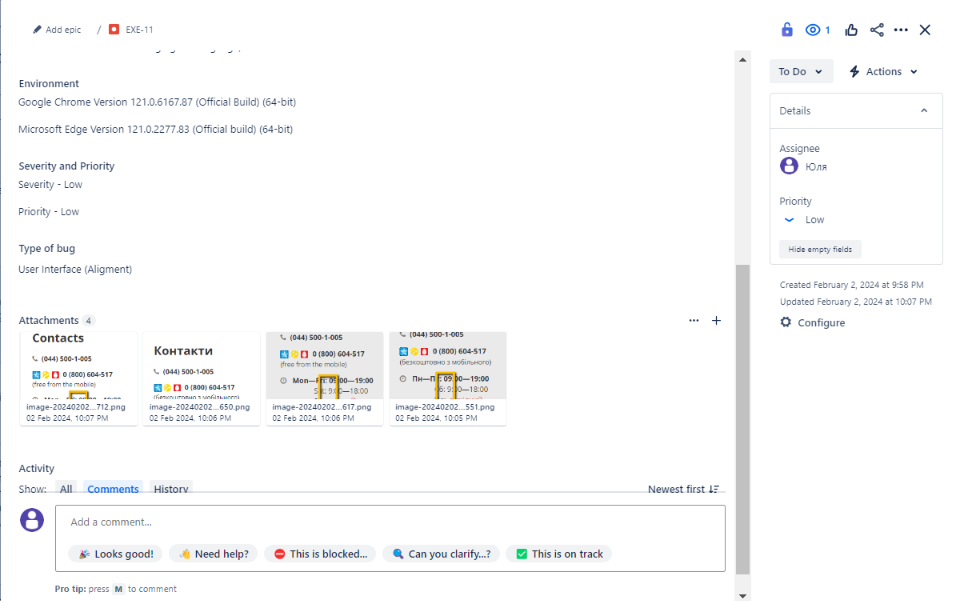 Add epic / EXE-11
1
Environment
Google Chrome Version 121.0.6167.87 (Official Build) (64-bit)
Microsoft Edge Version 121.0.2277.83 (Official build) (64-bit)
Severity and Priority
Severity - Low
Priority - Low
Type of bug
User Interface (Aligment)
Attachments 4
Contacts
(044) 500-1-005
0 (800) 604-517
(free from the mobile)
image-20240202...712.png
02 Feb 2024, 10:07 PM
Контакти
(044) 500-1-005
0 (800) 604-517
(безкоштовно з мобільного)
image-20240202...650.png
02 Feb 2024, 10:06 PM
(044) 500-1-005
0 (800) 604-517
(free from the mobile)
Mon—Fri: 09:00—19:00
Sat: 9:00—18:00
image-20240202...617.png
02 Feb 2024, 10:06 PM
(044) 500-1-005
0 (800) 604-517
(безкоштовно з мобільного)
Пн—Пт: 09:00—19:00
Сб: 9:00—18:00
image-20240202...551.png
02 Feb 2024, 10:05 PM
Activity
Show: All Comments History
Newest first
Add a comment...
Looks good! Need help? This is blocked... Can you clarify...? This is on track
Pro tip: press M to comment
To Do Actions
Details
Assignee
Юля
Priority
Low
Hide empty fields
Created February 2, 2024 at 9:58 PM
Updated February 2, 2024 at 10:07 PM
Configure